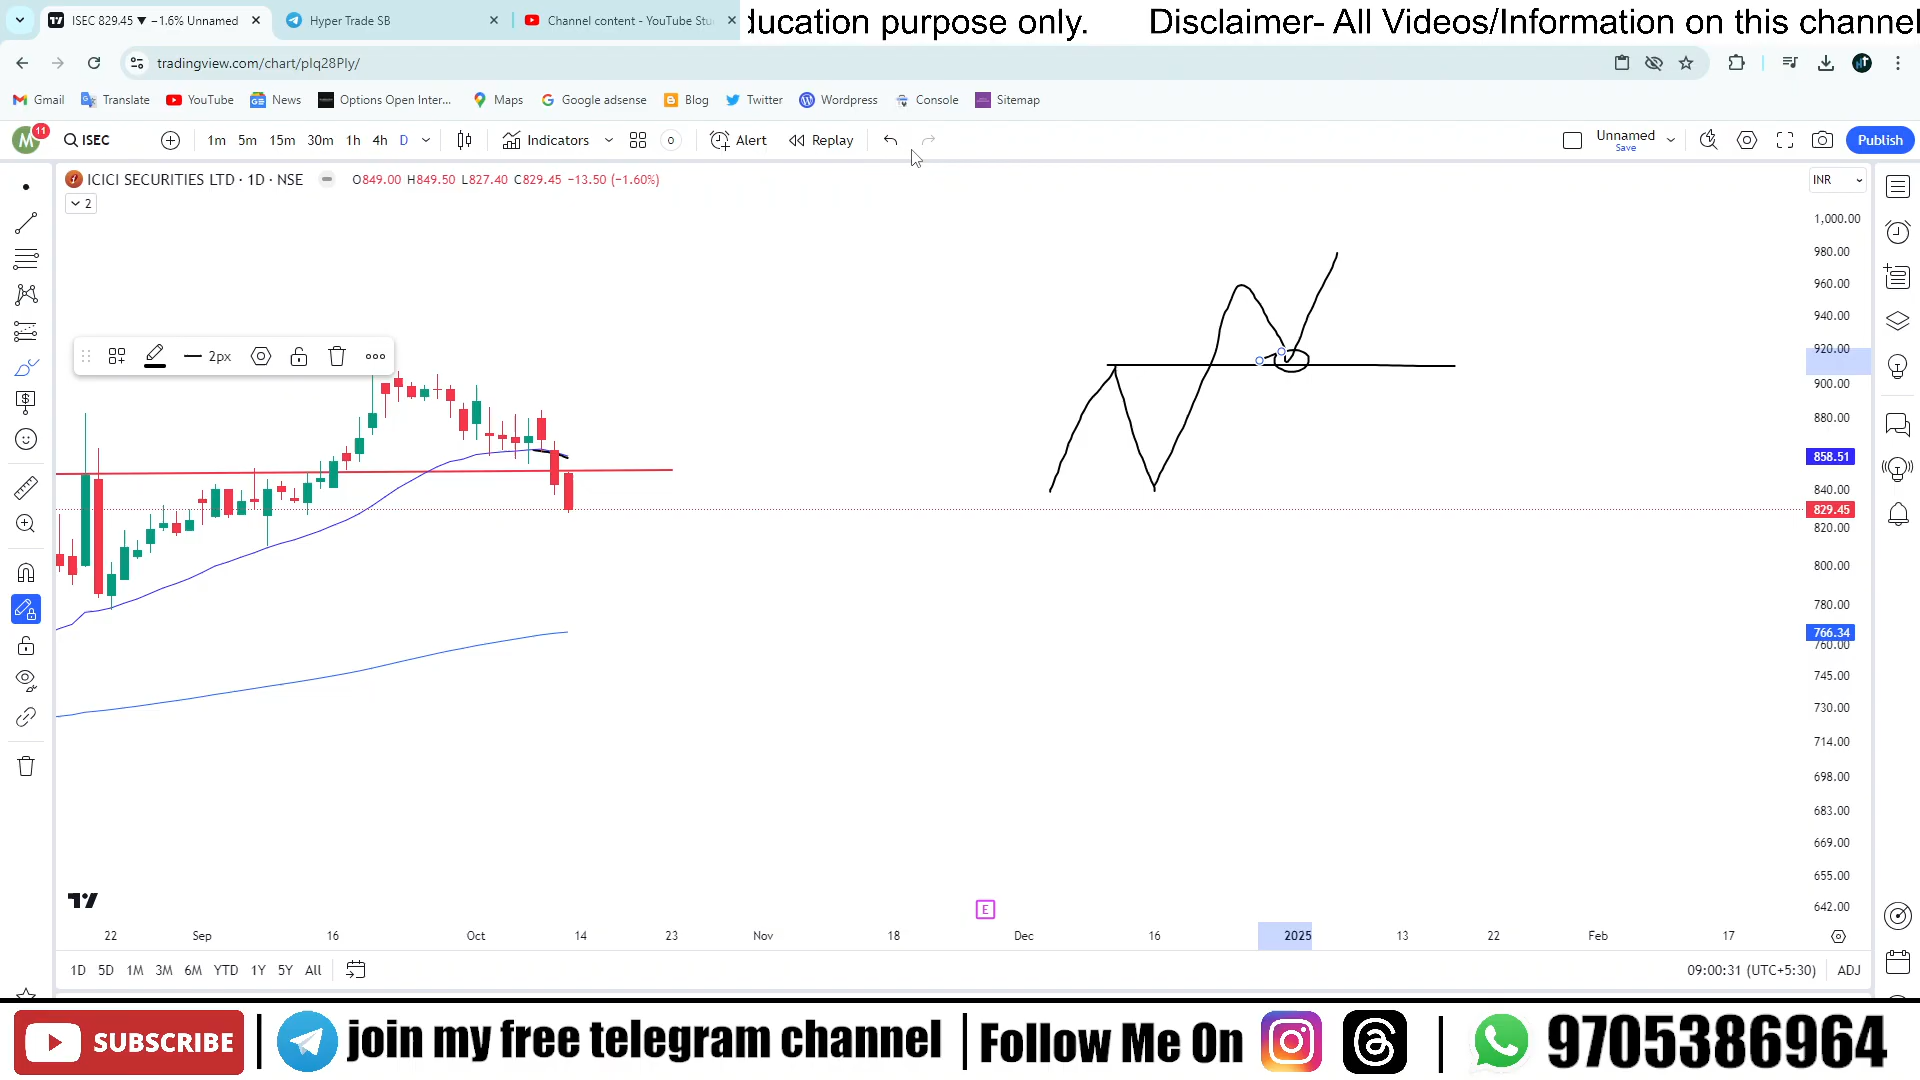 ISEC 829.45 ▼ −1.6% Unnamed
Hyper Trade SB
Channel content - YouTube Stu
ducation purpose only. Disclaimer- All Videos/Information on this channel
tradingview.com/chart/plq28Ply/
Gmail Translate YouTube News Options Open Inter... Maps Google adsense Blog Twitter Wordpress Console Sitemap
M 11 ISEC 1m 5m 15m 30m 1h 4h D Indicators Alert Replay Unnamed Save Publish
ICICI SECURITIES LTD · 1D · NSE O849.00 H849.50 L827.40 C829.45 −13.50 (−1.60%)
INR
2
1,000.00
980.00
960.00
940.00
2px
920.00
900.00
880.00
858.51
840.00
829.45
820.00
800.00
780.00
766.34
760.00
745.00
730.00
714.00
698.00
683.00
669.00
655.00
642.00
E
22 Sep 16 Oct 14 23 Nov 18 Dec 16 2025 13 22 Feb 17
1D 5D 1M 3M 6M YTD 1Y 5Y All 09:00:31 (UTC+5:30) ADJ
SUBSCRIBE | join my free telegram channel | Follow Me On | 9705386964